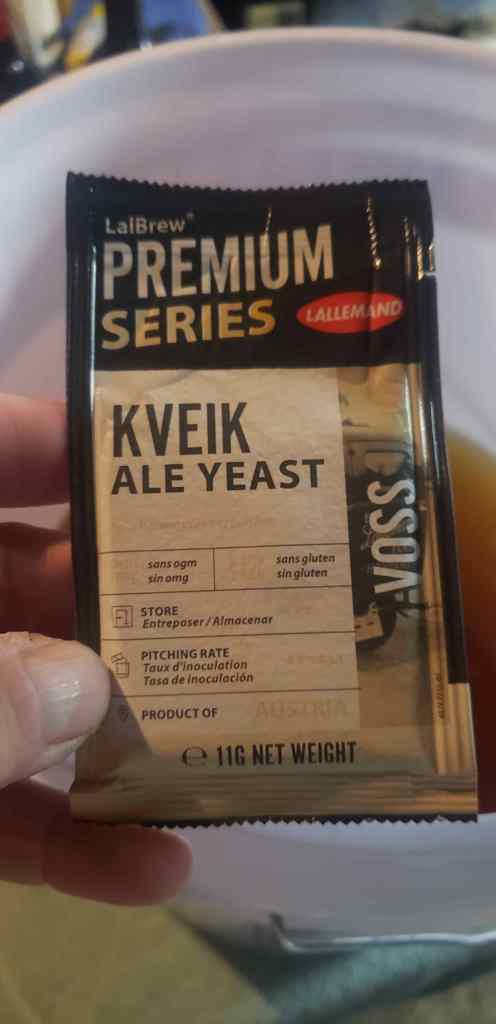 LalBrew®
PREMIUM
SERIES
LALLEMAND
KVEIK
ALE YEAST
VOSS
sans ogm
sin omg
sans gluten
sin gluten
STORE
Entreposer / Almacenar
PITCHING RATE
Taux d'inoculation
Tasa de inoculación
PRODUCT OF
AUSTRIA
℮ 11G NET WEIGHT